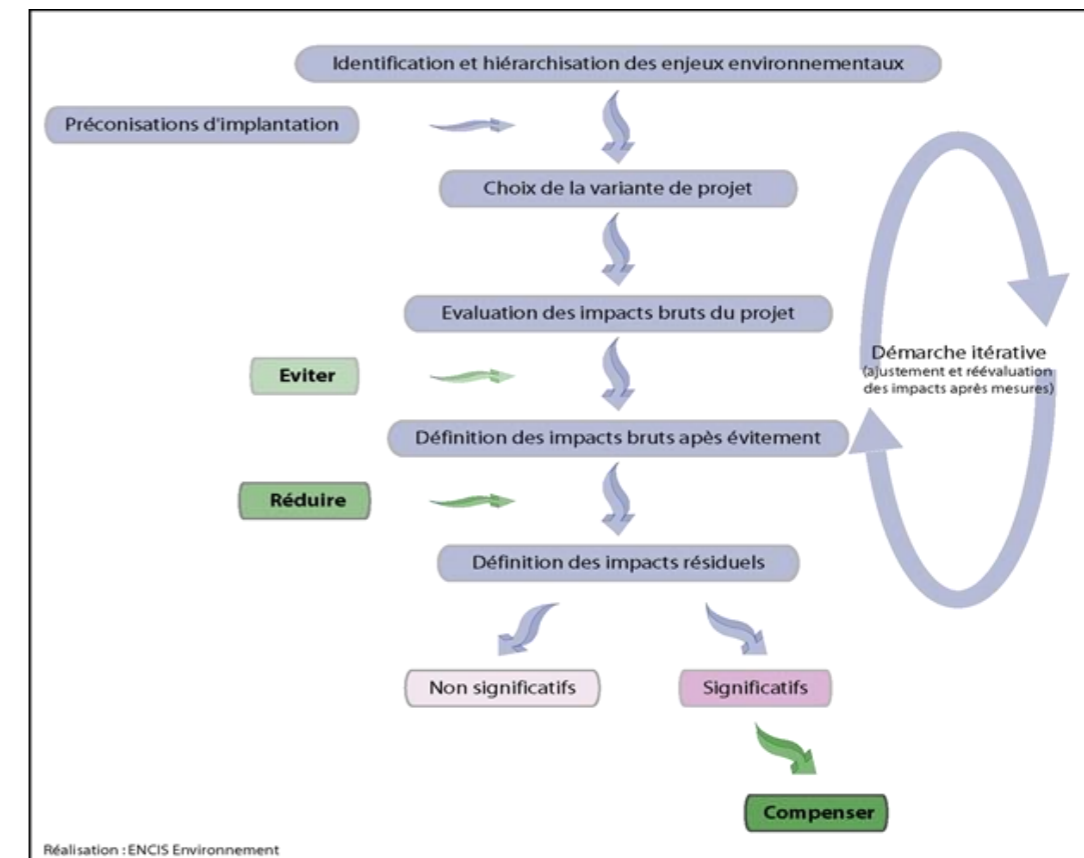 Identification et hiérarchisation des enjeux environnementaux
Préconisations d'implantation
Choix de la variante de projet
Evaluation des impacts bruts du projet
Démarche itérative
(ajustement et réévaluation
des impacts après mesures)
Eviter
Définition des impacts bruts apès évitement
Réduire
Définition des impacts résiduels
Non significatifs
Significatifs
Compenser
Réalisation : ENCIS Environnement